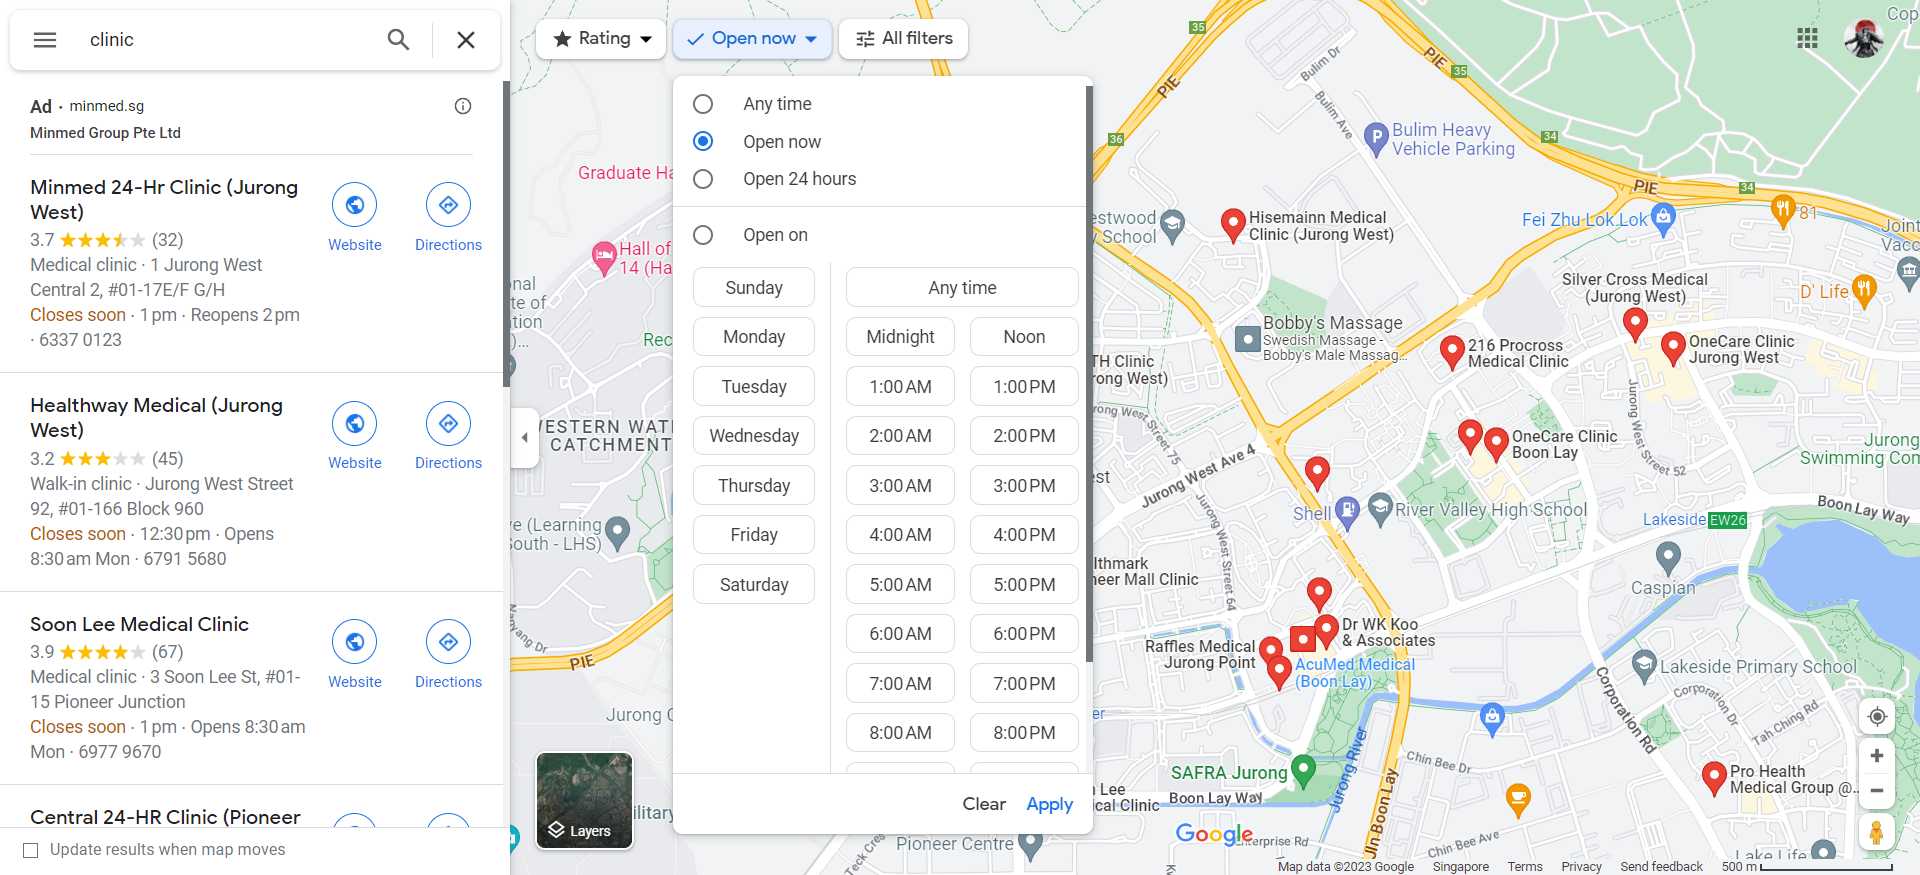 clinic
Rating
Open now
All filters
Ad · minmed.sg
Minmed Group Pte Ltd
Minmed 24-Hr Clinic (Jurong
West)
3.7 (32)
Medical clinic · 1 Jurong West
Central 2, #01-17E/F G/H
Closes soon · 1 pm · Reopens 2 pm
· 6337 0123
Website
Directions
Healthway Medical (Jurong
West)
3.2 (45)
Walk-in clinic · Jurong West Street
92, #01-166 Block 960
Closes soon · 12:30 pm · Opens
8:30 am Mon · 6791 5680
Website
Directions
Soon Lee Medical Clinic
3.9 (67)
Medical clinic · 3 Soon Lee St, #01-
15 Pioneer Junction
Closes soon · 1 pm · Opens 8:30 am
Mon · 6977 9670
Website
Directions
Central 24-HR Clinic (Pioneer
Update results when map moves
Any time
Open now
Open 24 hours
Open on
Sunday
Monday
Tuesday
Wednesday
Thursday
Friday
Saturday
Any time
Midnight
Noon
1:00 AM
1:00 PM
2:00 AM
2:00 PM
3:00 AM
3:00 PM
4:00 AM
4:00 PM
5:00 AM
5:00 PM
6:00 AM
6:00 PM
7:00 AM
7:00 PM
8:00 AM
8:00 PM
Clear
Apply
Graduate Ha
Hall of
14 (Ha
Rec
WESTERN WAT
CATCHMENT
(Learning
South - LHS)
Nanyang Dr
PIE
Jurong
Layers
Pioneer Centre
Teck Cres
35
PIE
36
Bulim Dr
Bulim Ave
PIE
35
34
PIE
34
Bulim Heavy
Vehicle Parking
P
Fei Zhu Lok Lok
81
Cop
Joint
Vacc
estwood
School
Hisemainn Medical
Clinic (Jurong West)
Silver Cross Medical
(Jurong West)
D' Life
Bobby's Massage
Swedish Massage -
Bobby's Male Massag...
TH Clinic
rong West)
216 Procross
Medical Clinic
OneCare Clinic
Jurong West
rong West Street 75
Jurong West Ave 4
Jurong West Street 52
OneCare Clinic
Boon Lay
Jurong
Swimming Com
Shell
River Valley High School
Boon Lay Way
Lakeside EW26
Jurong West Street 64
lthmark
neer Mall Clinic
Caspian
Dr WK Koo
& Associates
Raffles Medical
Jurong Point
AcuMed Medical
(Boon Lay)
Lakeside Primary School
Corporation Rd
Corporation Dr
Tah Ching Rd
SAFRA Jurong
Boon Lay Way
Lee
cal Clinic
Jurong River
Jln Boon Lay
Chin Bee Dr
Chin Bee Ave
Pro Health
Medical Group @...
Lake Life
Enterprise Rd
Google
Map data ©2023 Google
Singapore
Terms
Privacy
Send feedback
500 m